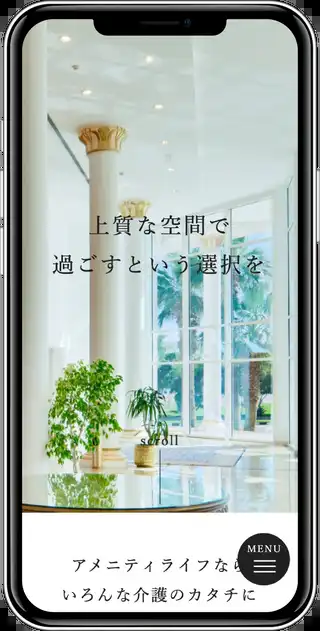 上質な空間で
過ごすという選択を
scroll
MENU
アメニティライフなら
いろんな介護のカタチに